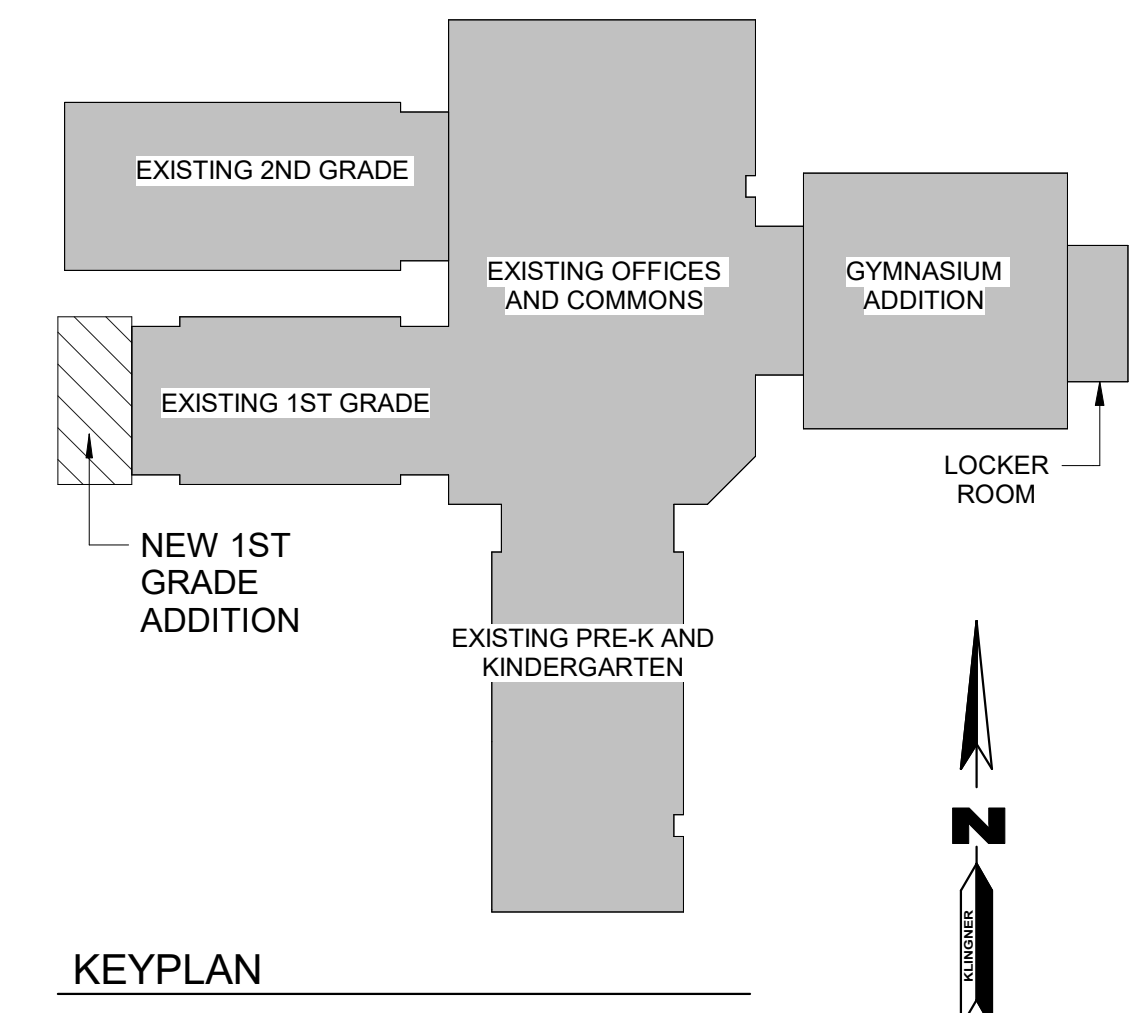 EXISTING 2ND GRADE
EXISTING OFFICES
AND COMMONS
GYMNASIUM
ADDITION
EXISTING 1ST GRADE
LOCKER
ROOM
NEW 1ST
GRADE
ADDITION
EXISTING PRE-K AND
KINDERGARTEN
N
KLINGNER
KEYPLAN